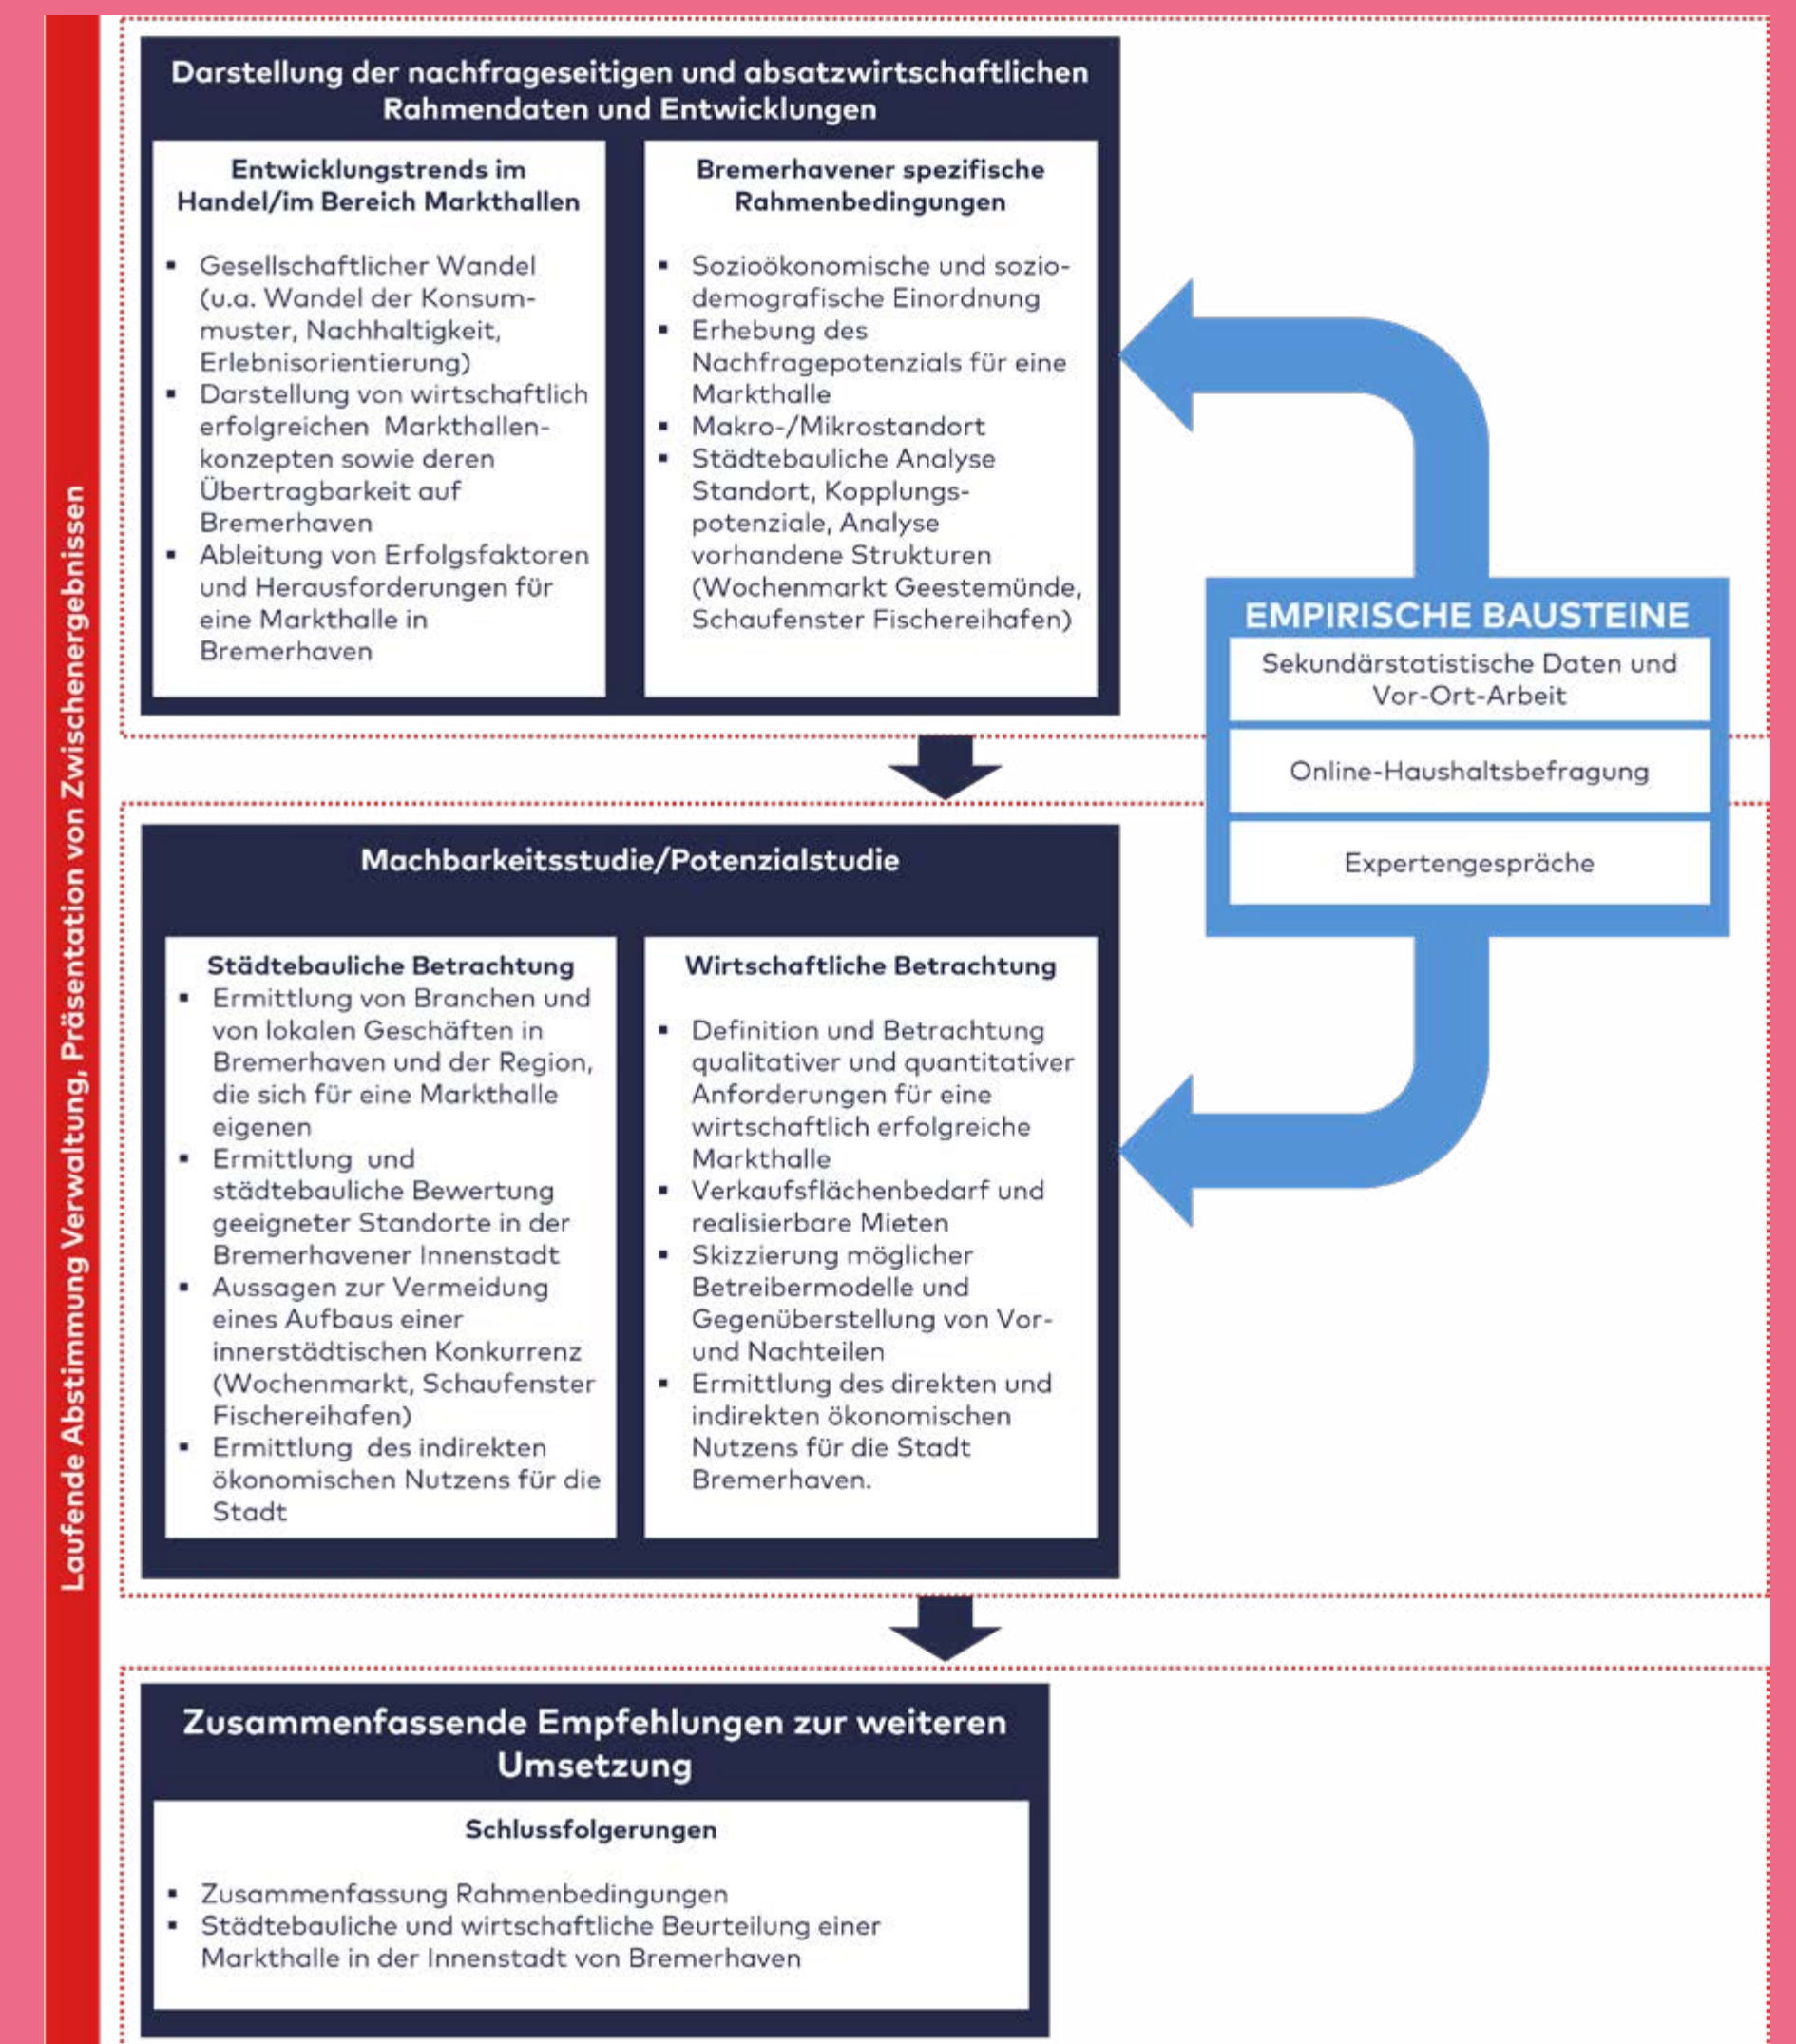 Laufende Abstimmung Verwaltung, Präsentation von Zwischenergebnissen
Darstellung der nachfrageseitigen und absatzwirtschaftlichen
Rahmendaten und Entwicklungen
Entwicklungstrends im
Handel/im Bereich Markthallen
▪ Gesellschaftlicher Wandel
(u.a. Wandel der Konsum-
muster, Nachhaltigkeit,
Erlebnisorientierung)
▪ Darstellung von wirtschaftlich
erfolgreichen Markthallen-
konzepten sowie deren
Übertragbarkeit auf
Bremerhaven
▪ Ableitung von Erfolgsfaktoren
und Herausforderungen für
eine Markthalle in
Bremerhaven
Bremerhavener spezifische
Rahmenbedingungen
▪ Sozioökonomische und sozio-
demografische Einordnung
▪ Erhebung des
Nachfragepotenzials für eine
Markthalle
▪ Makro-/Mikrostandort
▪ Städtebauliche Analyse
Standort, Kopplungs-
potenziale, Analyse
vorhandene Strukturen
(Wochenmarkt Geestemünde,
Schaufenster Fischereihafen)
EMPIRISCHE BAUSTEINE
Sekundärstatistische Daten und
Vor-Ort-Arbeit
Online-Haushaltsbefragung
Expertengespräche
Machbarkeitsstudie/Potenzialstudie
Städtebauliche Betrachtung
▪ Ermittlung von Branchen und
von lokalen Geschäften in
Bremerhaven und der Region,
die sich für eine Markthalle
eigenen
▪ Ermittlung und
städtebauliche Bewertung
geeigneter Standorte in der
Bremerhavener Innenstadt
▪ Aussagen zur Vermeidung
eines Aufbaus einer
innerstädtischen Konkurrenz
(Wochenmarkt, Schaufenster
Fischereihafen)
▪ Ermittlung des indirekten
ökonomischen Nutzens für die
Stadt
Wirtschaftliche Betrachtung
▪ Definition und Betrachtung
qualitativer und quantitativer
Anforderungen für eine
wirtschaftlich erfolgreiche
Markthalle
▪ Verkaufsflächenbedarf und
realisierbare Mieten
▪ Skizzierung möglicher
Betreibermodelle und
Gegenüberstellung von Vor-
und Nachteilen
▪ Ermittlung des direkten und
indirekten ökonomischen
Nutzens für die Stadt
Bremerhaven.
Zusammenfassende Empfehlungen zur weiteren
Umsetzung
Schlussfolgerungen
▪ Zusammenfassung Rahmenbedingungen
▪ Städtebauliche und wirtschaftliche Beurteilung einer
Markthalle in der Innenstadt von Bremerhaven